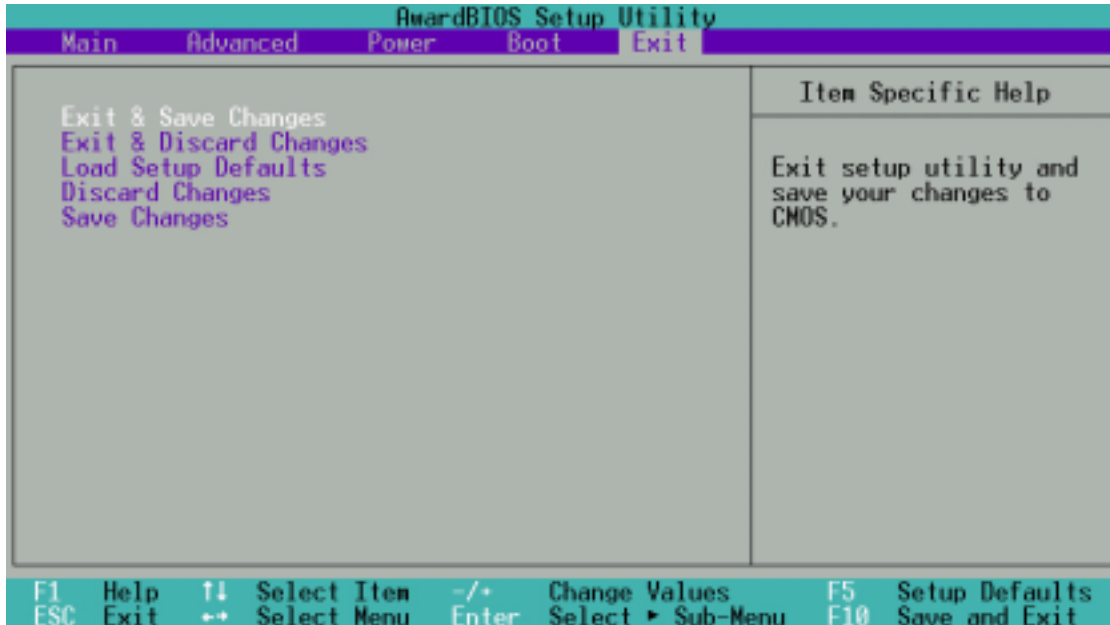 AwardBIOS Setup Utility
Main Advanced Power Boot Exit
Exit & Save Changes
Exit & Discard Changes
Load Setup Defaults
Discard Changes
Save Changes
Item Specific Help
Exit setup utility and
save your changes to
CMOS.
F1 Help ↑↓ Select Item -/+ Change Values F5 Setup Defaults
ESC Exit ←→ Select Menu Enter Select ► Sub-Menu F10 Save and Exit